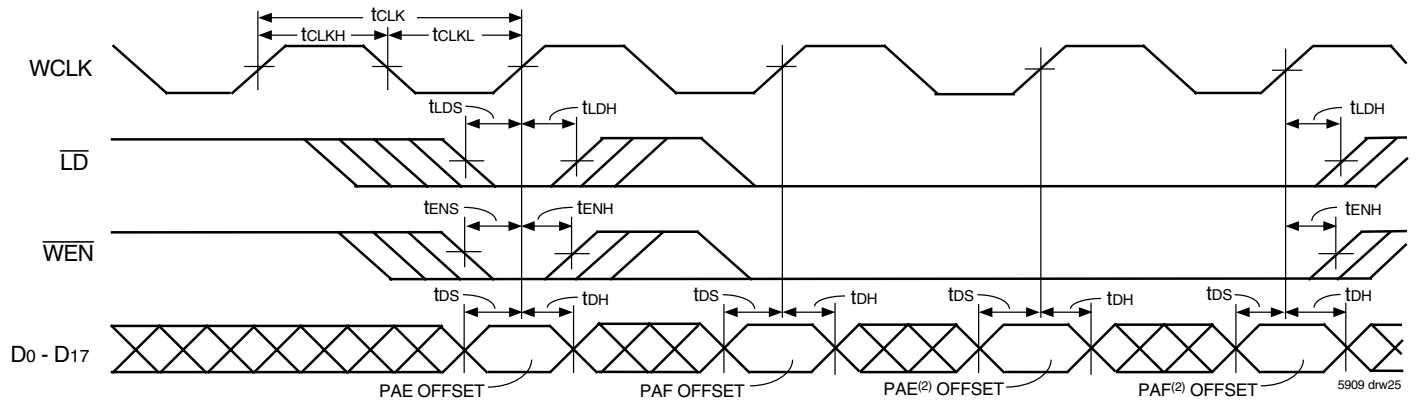 tCLK
tCLKH tCLKL
WCLK
tLDS tLDH tLDH
LD
tENS tENH tENH
WEN
tDS tDH tDS tDH tDS tDH tDS tDH
D0 - D17
PAE OFFSET PAF OFFSET PAE(2) OFFSET PAF(2) OFFSET
5909 drw25